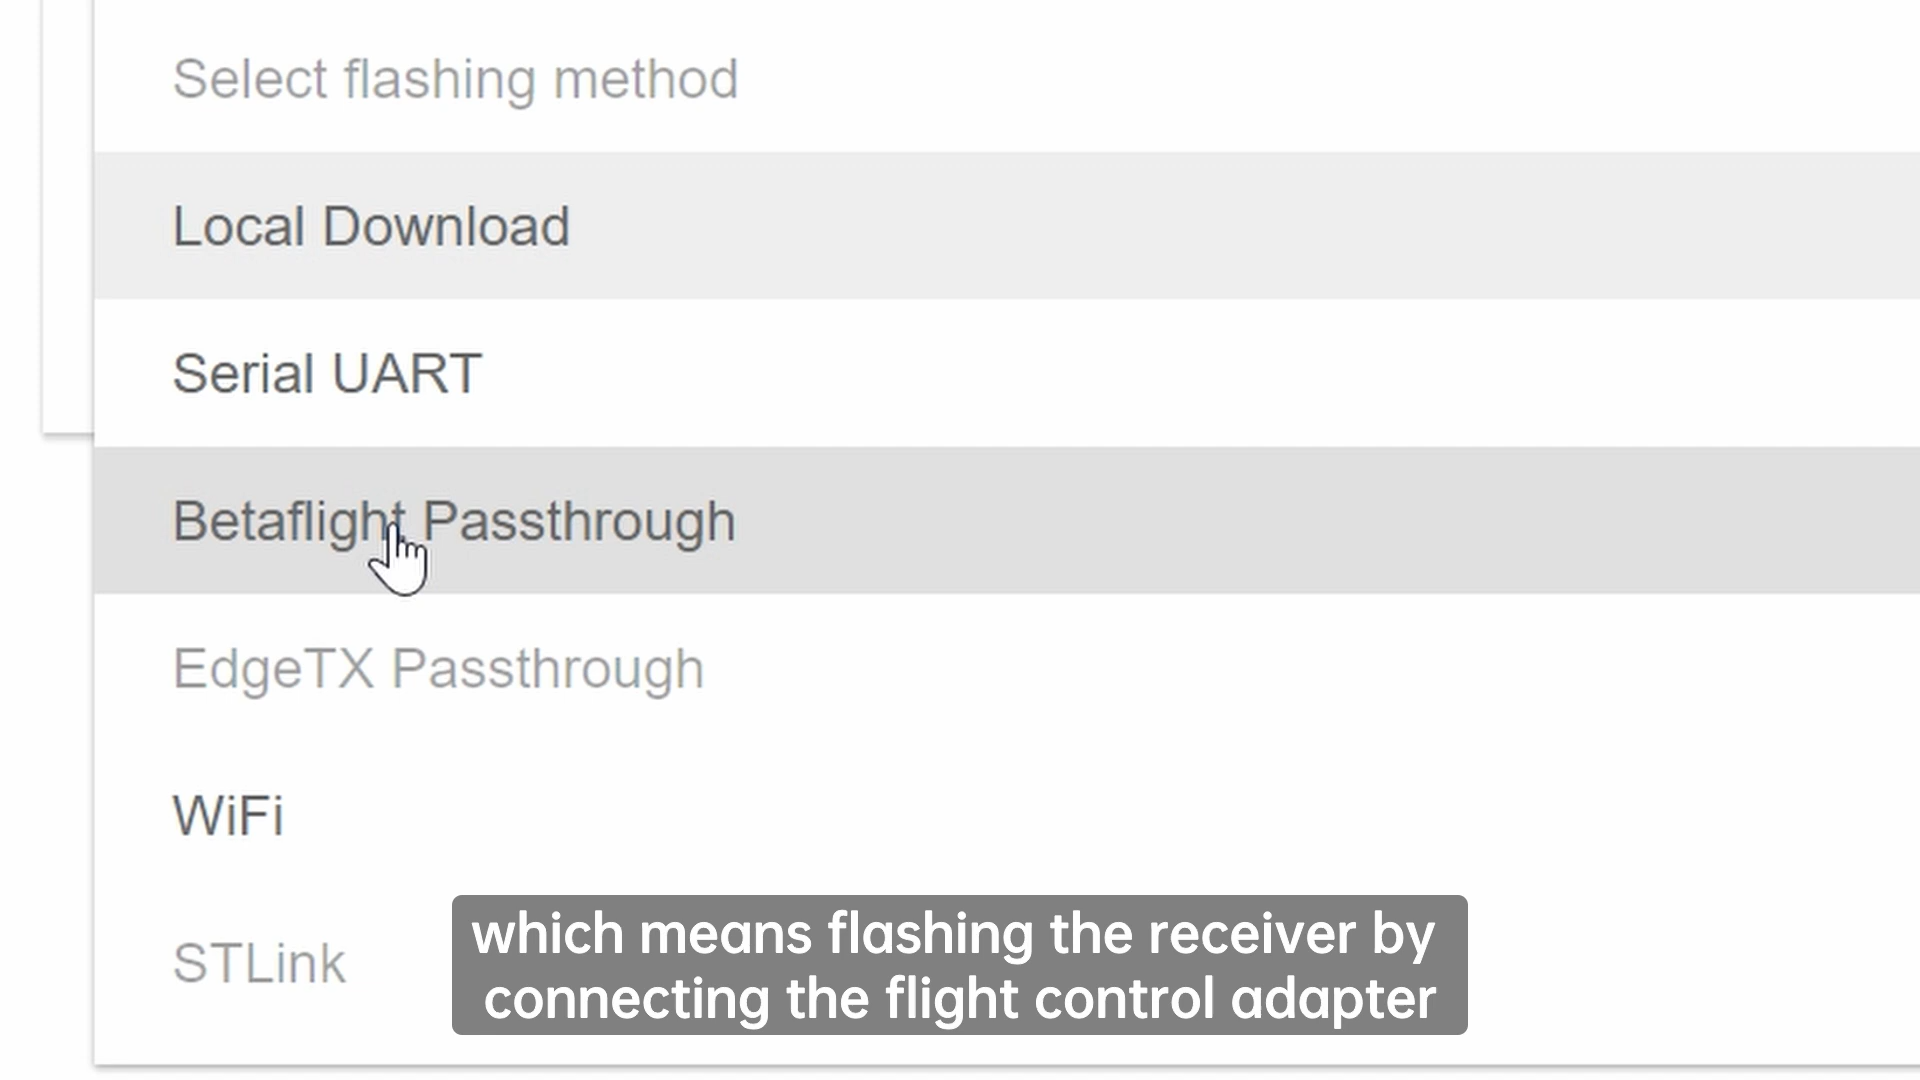 Select flashing method
Local Download
Serial UART
Betaflight Passthrough
EdgeTX Passthrough
WiFi
STLink
which means flashing the receiver by
connecting the flight control adapter